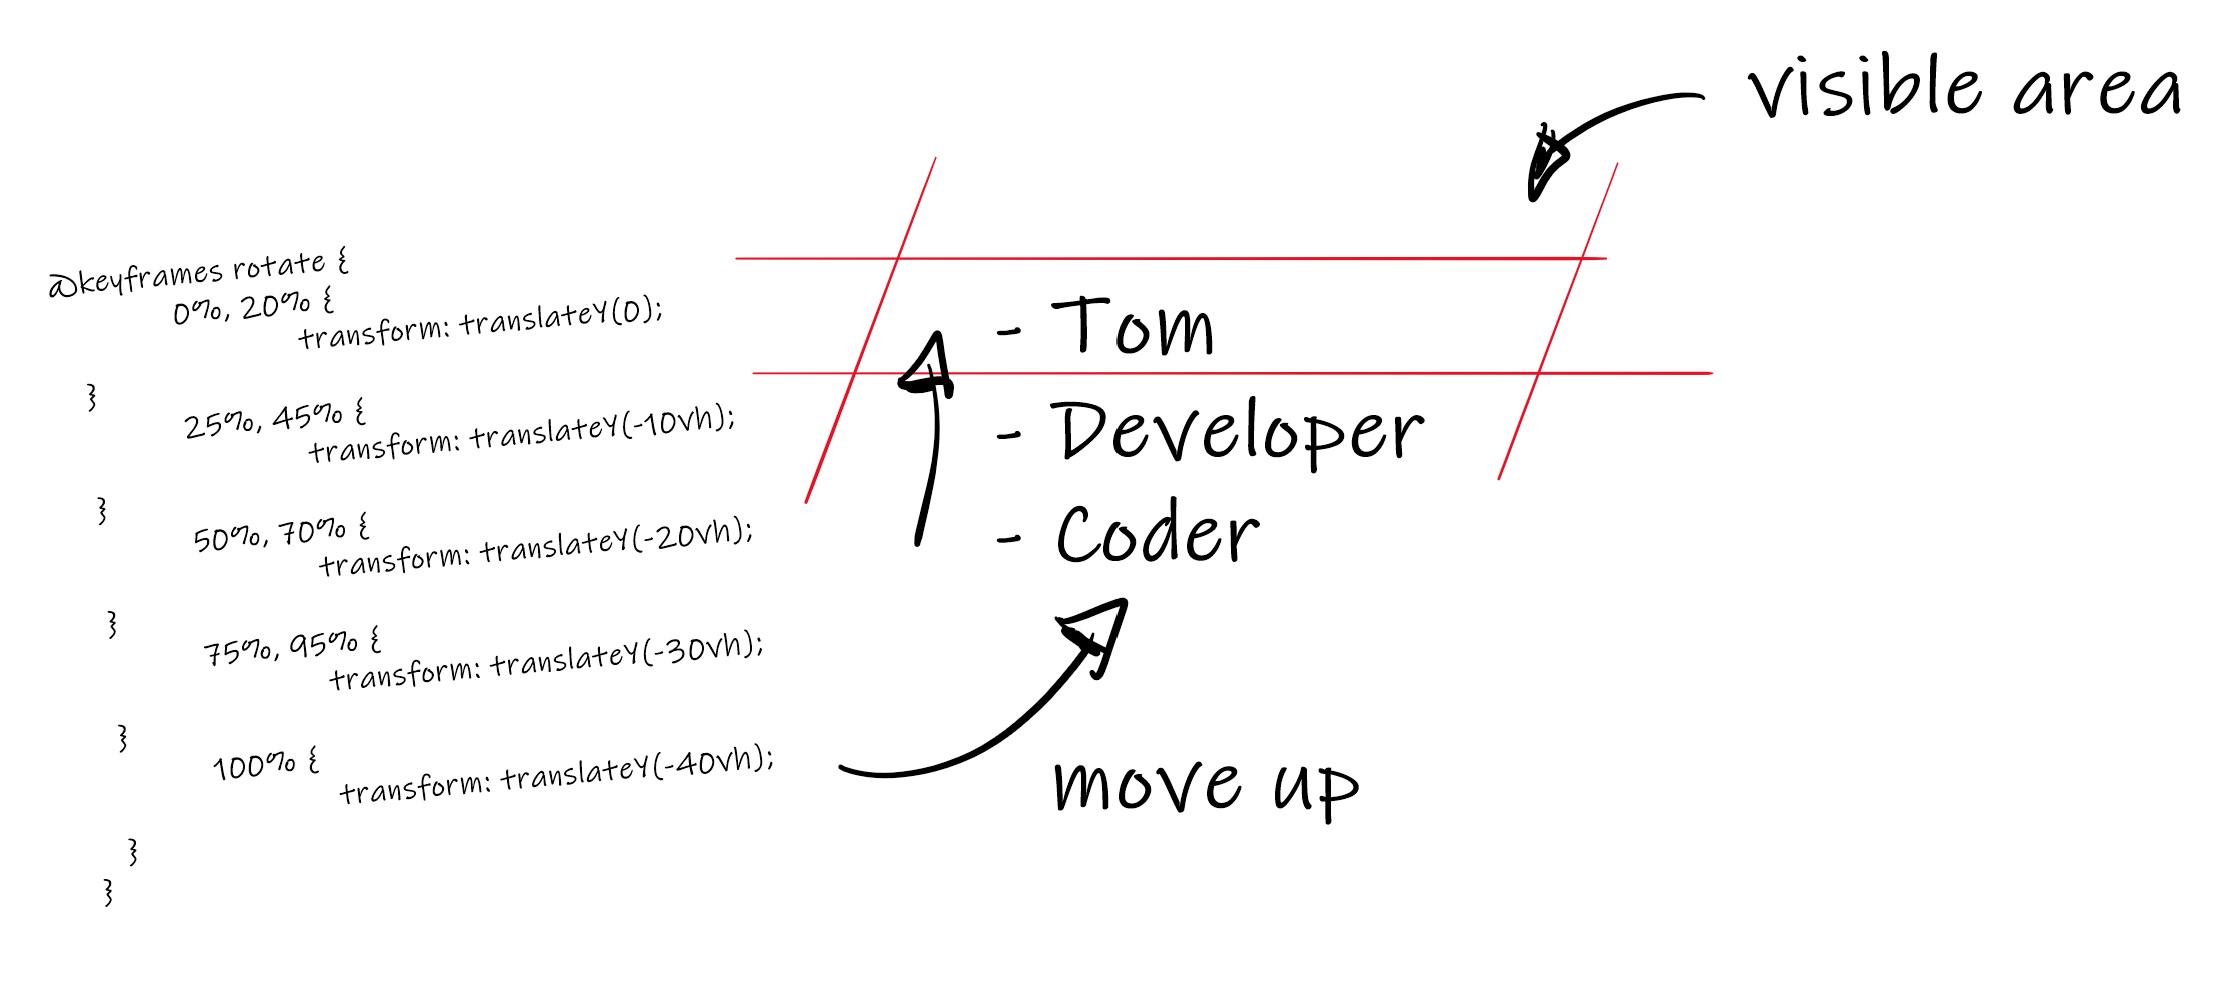 visible area
@keyframes rotate {
0%, 20% {
transform: translateY(0);
}
25%, 45% {
transform: translateY(-10vh);
}
50%, 70% {
transform: translateY(-20vh);
}
75%, 95% {
transform: translateY(-30vh);
}
100% {
transform: translateY(-40vh);
}
}
- Tom
- Developer
- Coder
move up